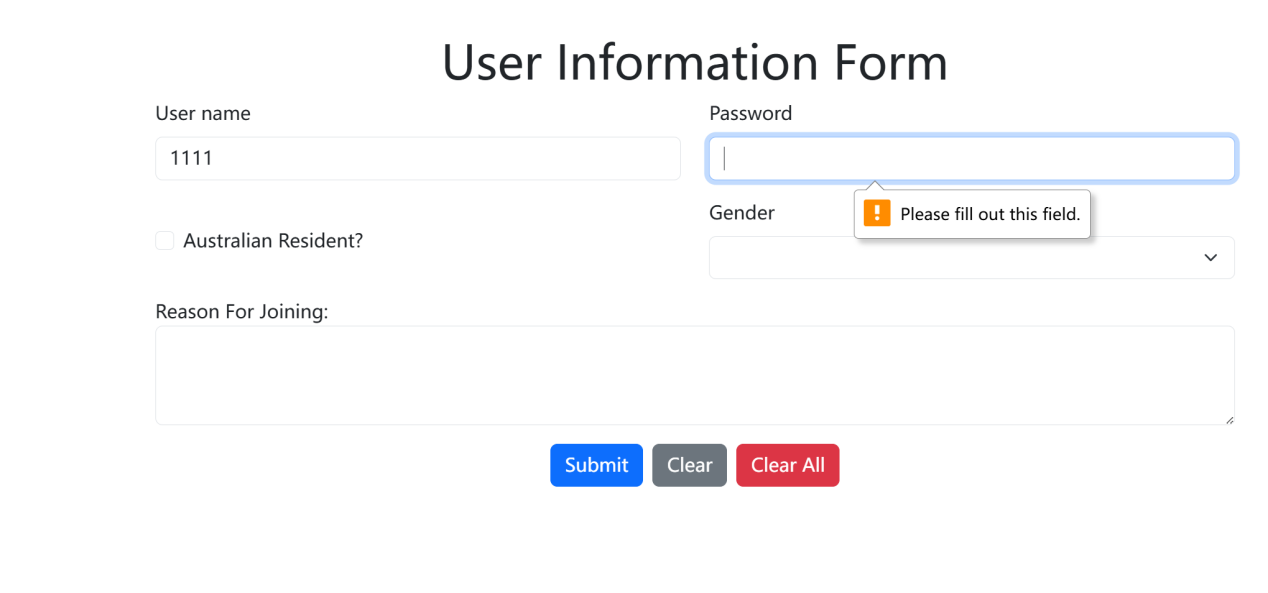 User Information Form
User name
Password
1111
Please fill out this field.
Gender
Australian Resident?
Reason For Joining:
Submit
Clear
Clear All